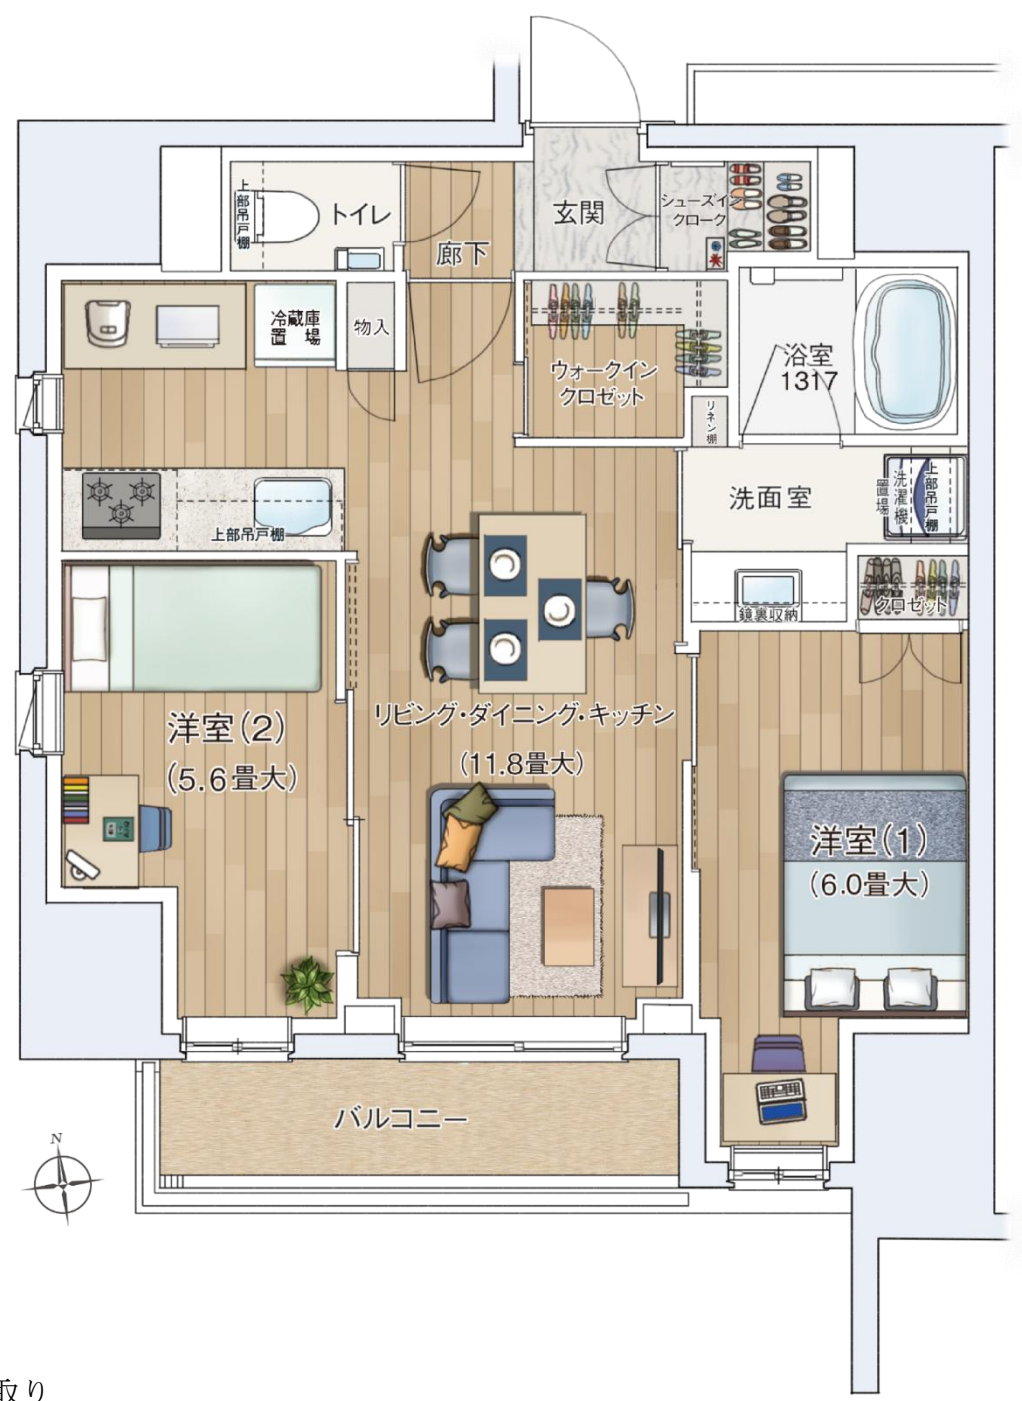 上部吊戸棚
トイレ
廊下
玄関
シューズイン
クローク
冷蔵庫
置場
物入
ウォークイン
クロゼット
リネン棚
浴室
1317
洗面室
洗濯機
置場
上部吊戸棚
上部吊戸棚
鏡裏収納
クロゼット
洋室(2)
(5.6畳大)
リビング・ダイニング・キッチン
(11.8畳大)
洋室(1)
(6.0畳大)
バルコニー
N
取り